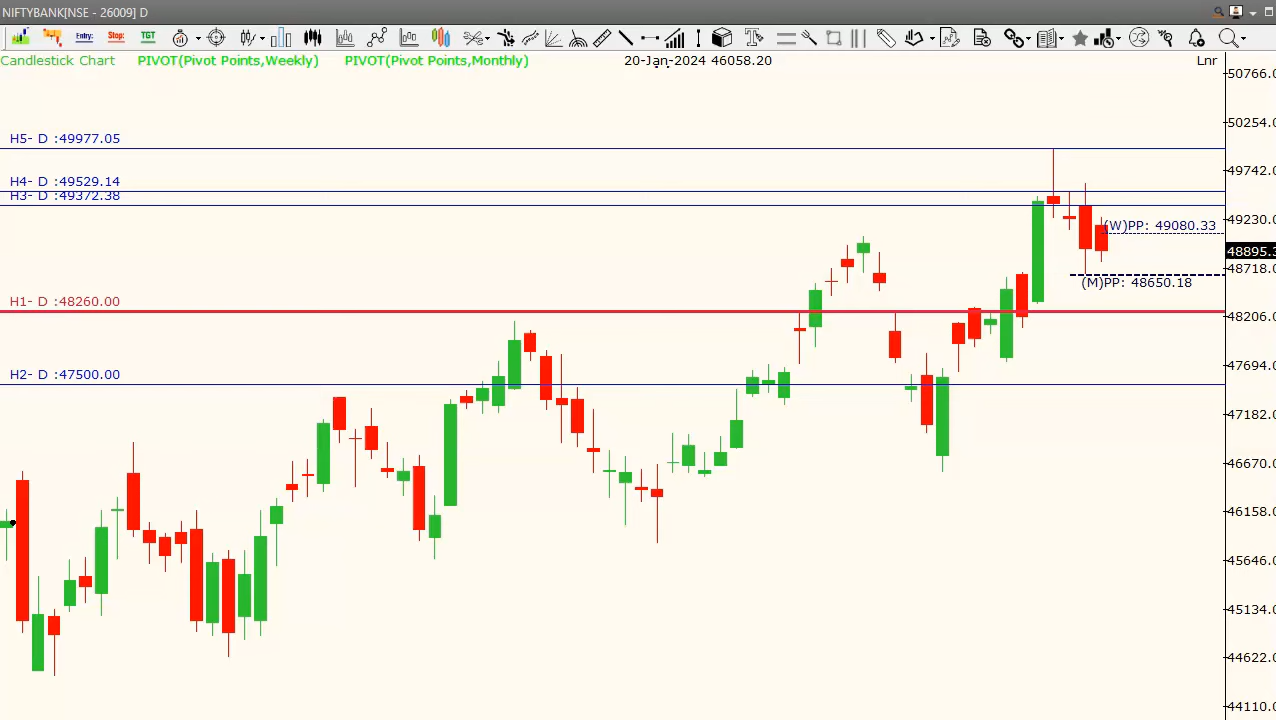 NIFTYBANK[NSE - 26009] D
Entry: Stop: TGT
Candlestick Chart PIVOT(Pivot Points,Weekly) PIVOT(Pivot Points,Monthly) 20-Jan-2024 46058.20 Lnr
50766.0
50254.0
H5- D :49977.05
49742.0
H4- D :49529.14
H3- D :49372.38
49230.0
(W)PP: 49080.33
48895.3
48718.0
(M)PP: 48650.18
H1- D :48260.00
48206.0
47694.0
H2- D :47500.00
47182.0
46670.0
46158.0
45646.0
45134.0
44622.0
44110.0